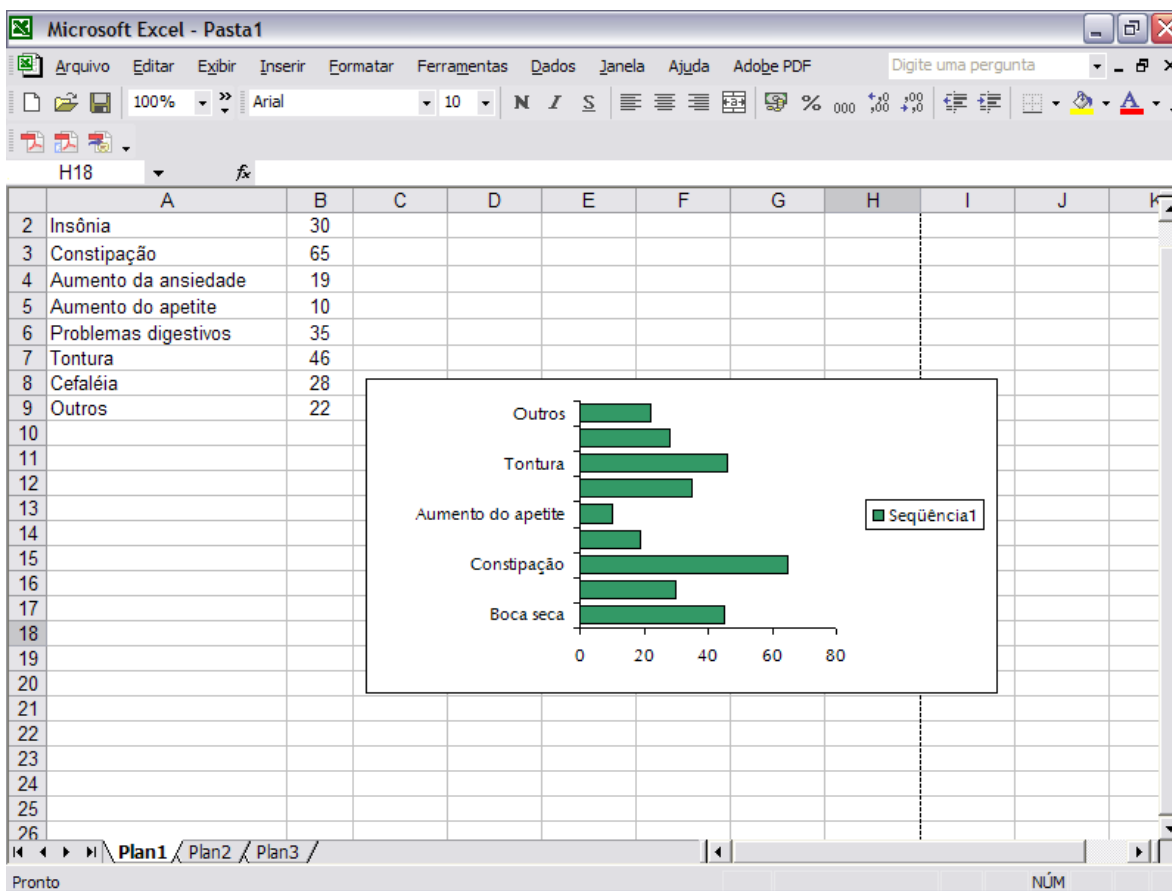 Microsoft Excel - Pasta1
Arquivo Editar Exibir Inserir Formatar Ferramentas Dados Janela Ajuda Adobe PDF Digite uma pergunta
100% Arial 10 N I S % 000 ,00 ,00
H18 fx
A B C D E F G H I J K
2 Insônia 30
3 Constipação 65
4 Aumento da ansiedade 19
5 Aumento do apetite 10
6 Problemas digestivos 35
7 Tontura 46
8 Cefaléia 28
9 Outros 22
10
11
12
13
14
15
16
17
18
19
20
21
22
23
24
25
26
Outros
Tontura
Aumento do apetite
Constipação
Boca seca
0 20 40 60 80
Seqüência1
Plan1 Plan2 Plan3
Pronto NÚM